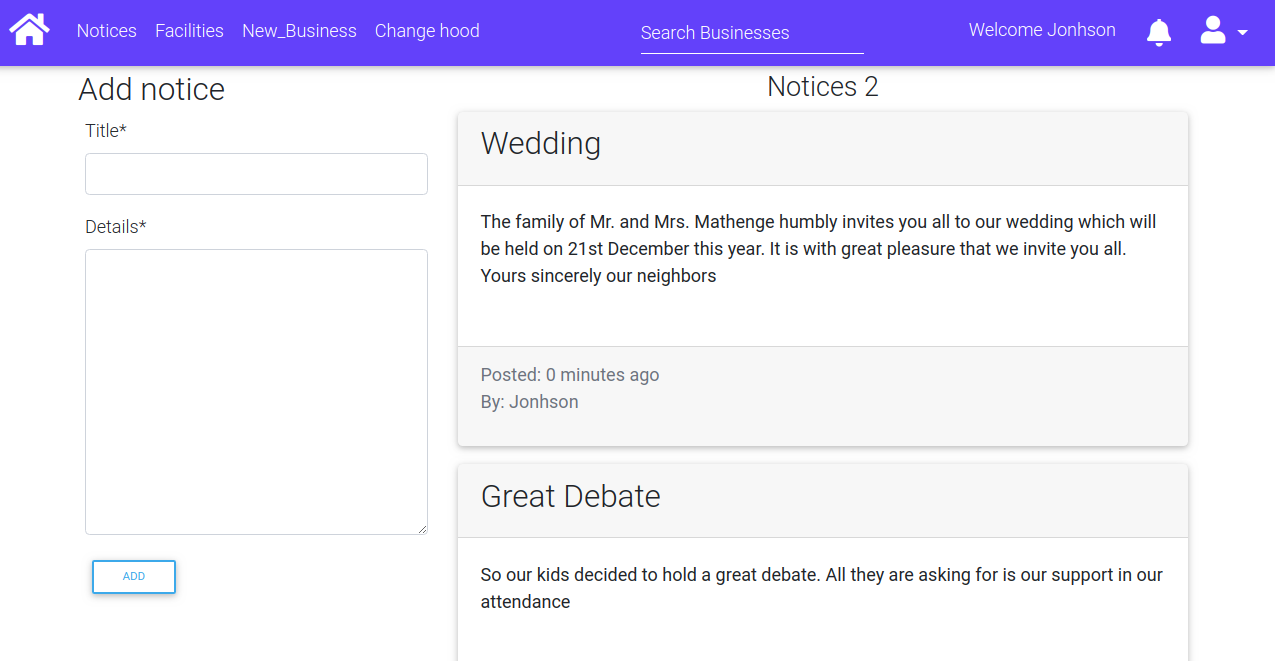 Notices Facilities New_Business Change hood Search Businesses Welcome Jonhson
Add notice
Title*
Details*
ADD
Notices 2
Wedding
The family of Mr. and Mrs. Mathenge humbly invites you all to our wedding which will
be held on 21st December this year. It is with great pleasure that we invite you all.
Yours sincerely our neighbors
Posted: 0 minutes ago
By: Jonhson
Great Debate
So our kids decided to hold a great debate. All they are asking for is our support in our
attendance